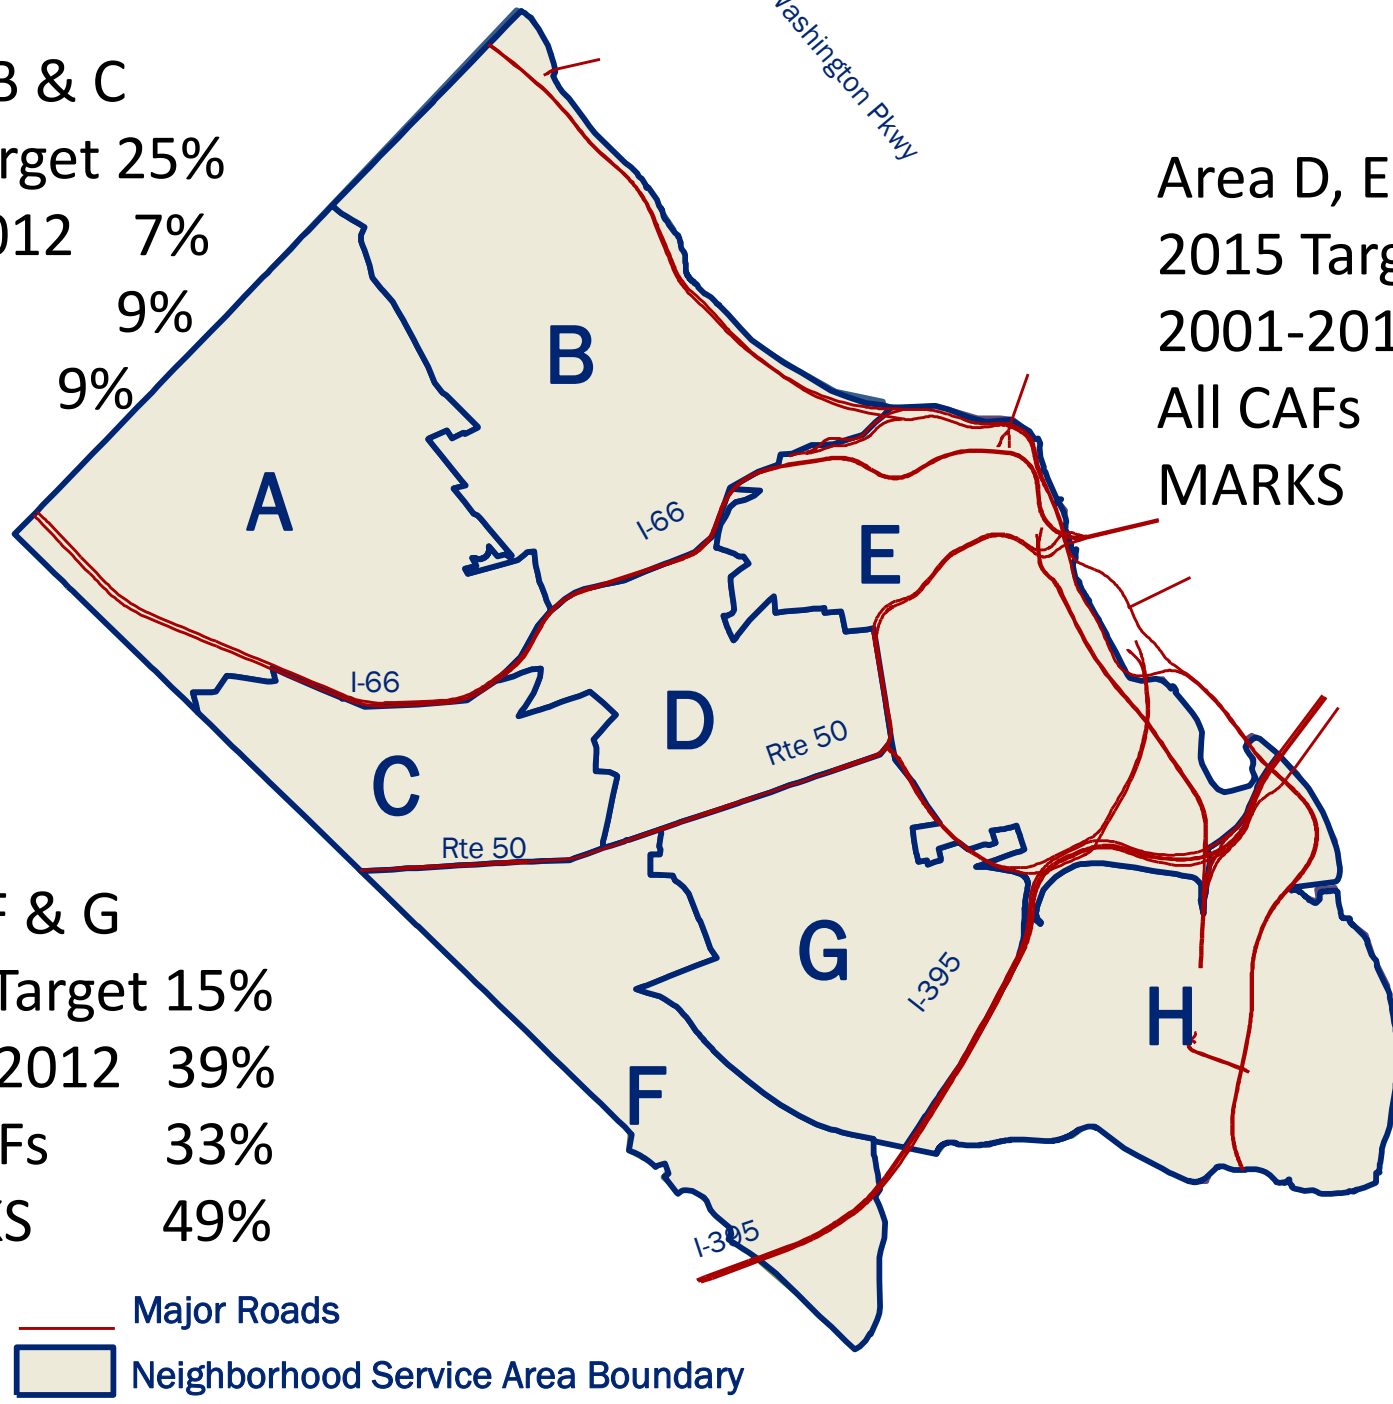 Washington Pkwy
B & C
rget 25%
012 7%
9%
9%
Area D, E
2015 Targ
2001-201
All CAFs
MARKS
B
A
I-66
E
I-66
D
Rte 50
C
Rte 50
F & G
Target 15%
2012 39%
Fs 33%
KS 49%
G
I-395
H
F
I-395
Major Roads
Neighborhood Service Area Boundary